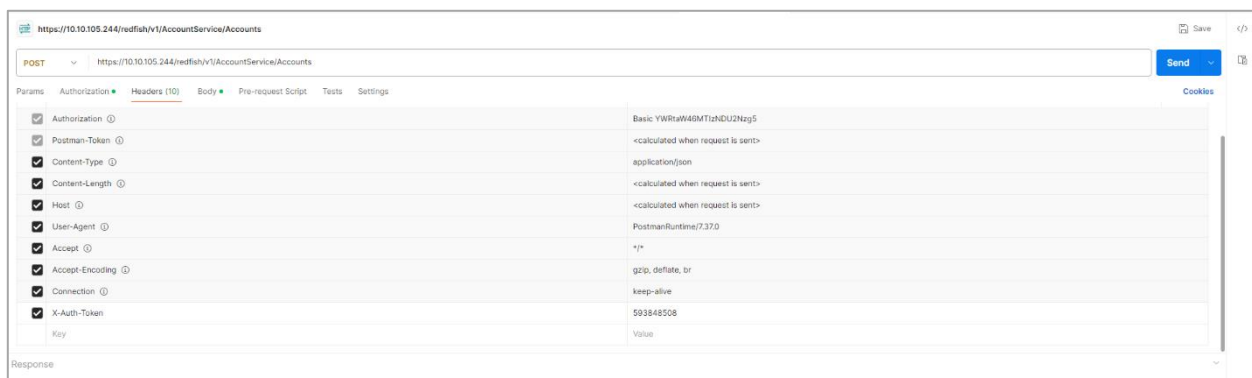 https://10.10.105.244/redfish/v1/AccountService/Accounts Save </>
POST https://10.10.105.244/redfish/v1/AccountService/Accounts Send
Params Authorization Headers (10) Body Pre-request Script Tests Settings Cookies
Authorization Basic YWRtaW46MTIzNDU2Nzg5
Postman-Token <calculated when request is sent>
Content-Type application/json
Content-Length <calculated when request is sent>
Host <calculated when request is sent>
User-Agent PostmanRuntime/7.37.0
Accept */*
Accept-Encoding gzip, deflate, br
Connection keep-alive
X-Auth-Token 593848508
Key Value
Response